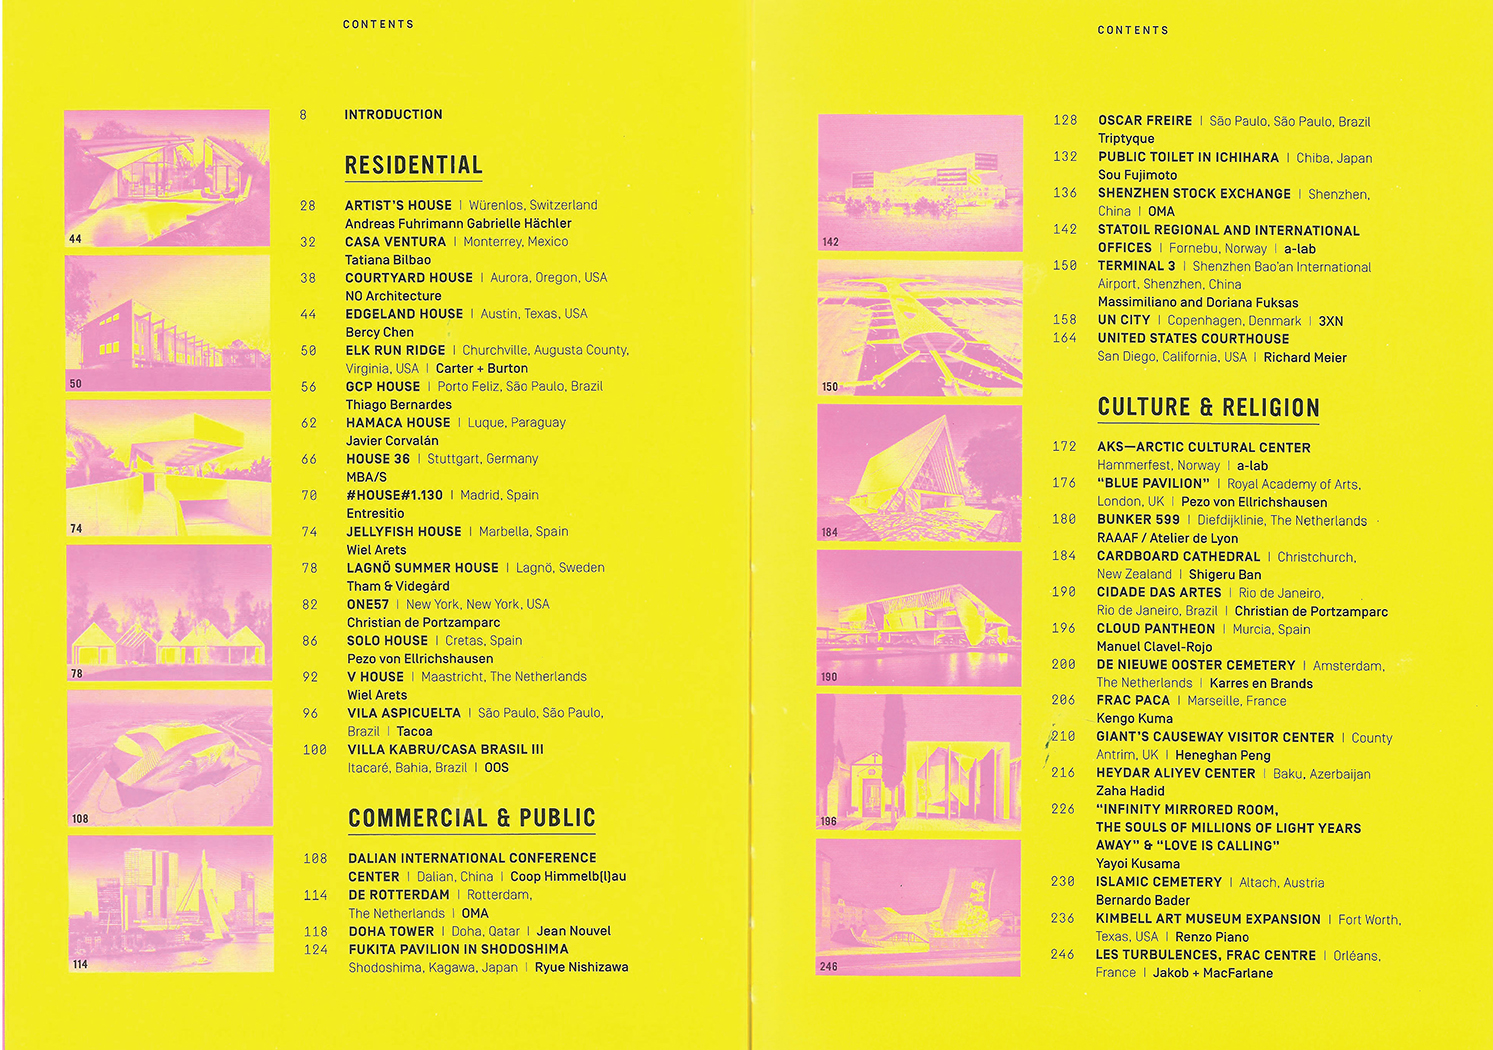 CONTENTS
8 INTRODUCTION
RESIDENTIAL
28 ARTIST'S HOUSE | Würenlos, Switzerland
Andreas Fuhrimann Gabrielle Hächler
32 CASA VENTURA | Monterrey, Mexico
Tatiana Bilbao
38 COURTYARD HOUSE | Aurora, Oregon, USA
NO Architecture
44 EDGELAND HOUSE | Austin, Texas, USA
Bercy Chen
50 ELK RUN RIDGE | Churchville, Augusta County,
Virginia, USA | Carter + Burton
56 GCP HOUSE | Porto Feliz, São Paulo, Brazil
Thiago Bernardes
62 HAMACA HOUSE | Luque, Paraguay
Javier Corvalán
66 HOUSE 36 | Stuttgart, Germany
MBA/S
70 #HOUSE#1.130 | Madrid, Spain
Entresitio
74 JELLYFISH HOUSE | Marbella, Spain
Wiel Arets
78 LAGNÖ SUMMER HOUSE | Lagnö, Sweden
Tham & Videgård
82 ONE57 | New York, New York, USA
Christian de Portzamparc
86 SOLO HOUSE | Cretas, Spain
Pezo von Ellrichshausen
92 V HOUSE | Maastricht, The Netherlands
Wiel Arets
96 VILA ASPICUELTA | São Paulo, São Paulo,
Brazil | Tacoa
100 VILLA KABRU/CASA BRASIL III
Itacaré, Bahia, Brazil | OOS
COMMERCIAL & PUBLIC
108 DALIAN INTERNATIONAL CONFERENCE
CENTER | Dalian, China | Coop Himmelb(l)au
114 DE ROTTERDAM | Rotterdam,
The Netherlands | OMA
118 DOHA TOWER | Doha, Qatar | Jean Nouvel
124 FUKITA PAVILION IN SHODOSHIMA
Shodoshima, Kagawa, Japan | Ryue Nishizawa
44
50
74
78
108
114
CONTENTS
128 OSCAR FREIRE | São Paulo, São Paulo, Brazil
Triptyque
132 PUBLIC TOILET IN ICHIHARA | Chiba, Japan
Sou Fujimoto
136 SHENZHEN STOCK EXCHANGE | Shenzhen,
China | OMA
142 STATOIL REGIONAL AND INTERNATIONAL
OFFICES | Fornebu, Norway | a-lab
150 TERMINAL 3 | Shenzhen Bao'an International
Airport, Shenzhen, China
Massimiliano and Doriana Fuksas
158 UN CITY | Copenhagen, Denmark | 3XN
164 UNITED STATES COURTHOUSE
San Diego, California, USA | Richard Meier
CULTURE & RELIGION
172 AKS—ARCTIC CULTURAL CENTER
Hammerfest, Norway | a-lab
176 "BLUE PAVILION" | Royal Academy of Arts,
London, UK | Pezo von Ellrichshausen
180 BUNKER 599 | Diefdijklinie, The Netherlands
RAAAF / Atelier de Lyon
184 CARDBOARD CATHEDRAL | Christchurch,
New Zealand | Shigeru Ban
190 CIDADE DAS ARTES | Rio de Janeiro,
Rio de Janeiro, Brazil | Christian de Portzamparc
196 CLOUD PANTHEON | Murcia, Spain
Manuel Clavel-Rojo
200 DE NIEUWE OOSTER CEMETERY | Amsterdam,
The Netherlands | Karres en Brands
206 FRAC PACA | Marseille, France
Kengo Kuma
210 GIANT'S CAUSEWAY VISITOR CENTER | County
Antrim, UK | Heneghan Peng
216 HEYDAR ALIYEV CENTER | Baku, Azerbaijan
Zaha Hadid
226 "INFINITY MIRRORED ROOM,
THE SOULS OF MILLIONS OF LIGHT YEARS
AWAY" & "LOVE IS CALLING"
Yayoi Kusama
230 ISLAMIC CEMETERY | Altach, Austria
Bernardo Bader
236 KIMBELL ART MUSEUM EXPANSION | Fort Worth,
Texas, USA | Renzo Piano
246 LES TURBULENCES, FRAC CENTRE | Orléans,
France | Jakob + MacFarlane
142
150
184
190
196
246